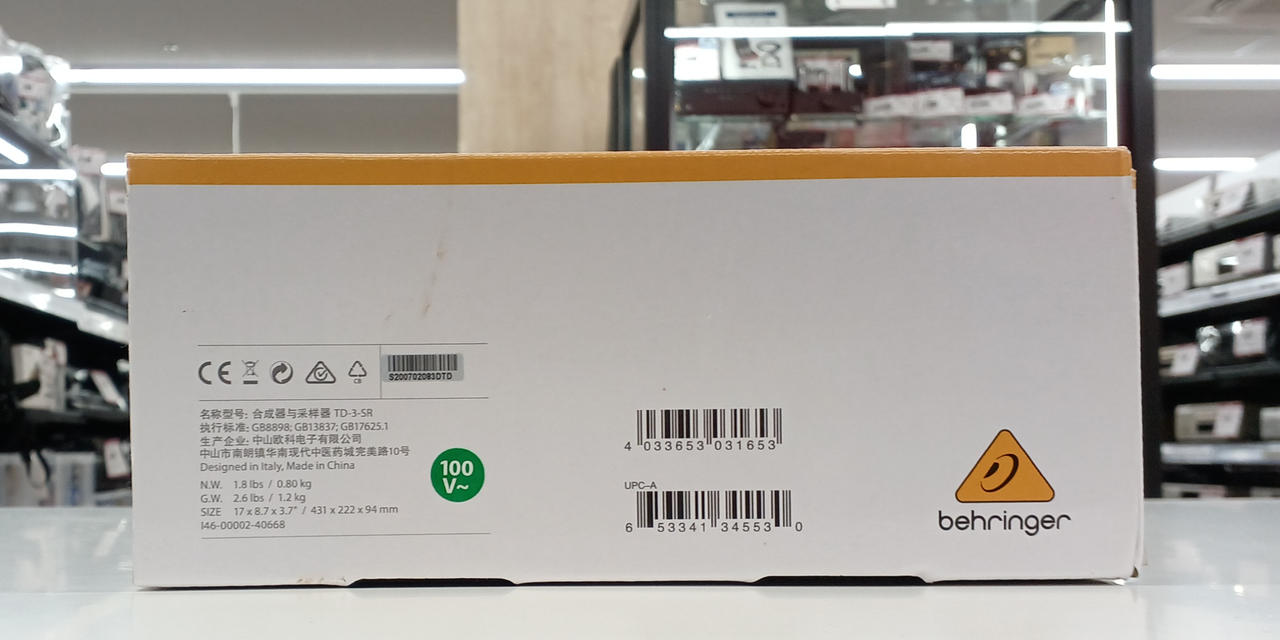 CE
CB
S200702083DTD
名称型号: 合成器与采样器 TD-3-SR
执行标准: GB8898; GB13837; GB17625.1
生产企业: 中山欧科电子有限公司
中山市南朗镇华南现代中医药城完美路10号
Designed in Italy, Made in China
N.W. 1.8 lbs / 0.80 kg
G.W. 2.6 lbs / 1.2 kg
SIZE 17 x 8.7 x 3.7" / 431 x 222 x 94 mm
I46-00002-40668
100
V~
4 033653 031653
UPC-A
6 53341 34553 0
behringer